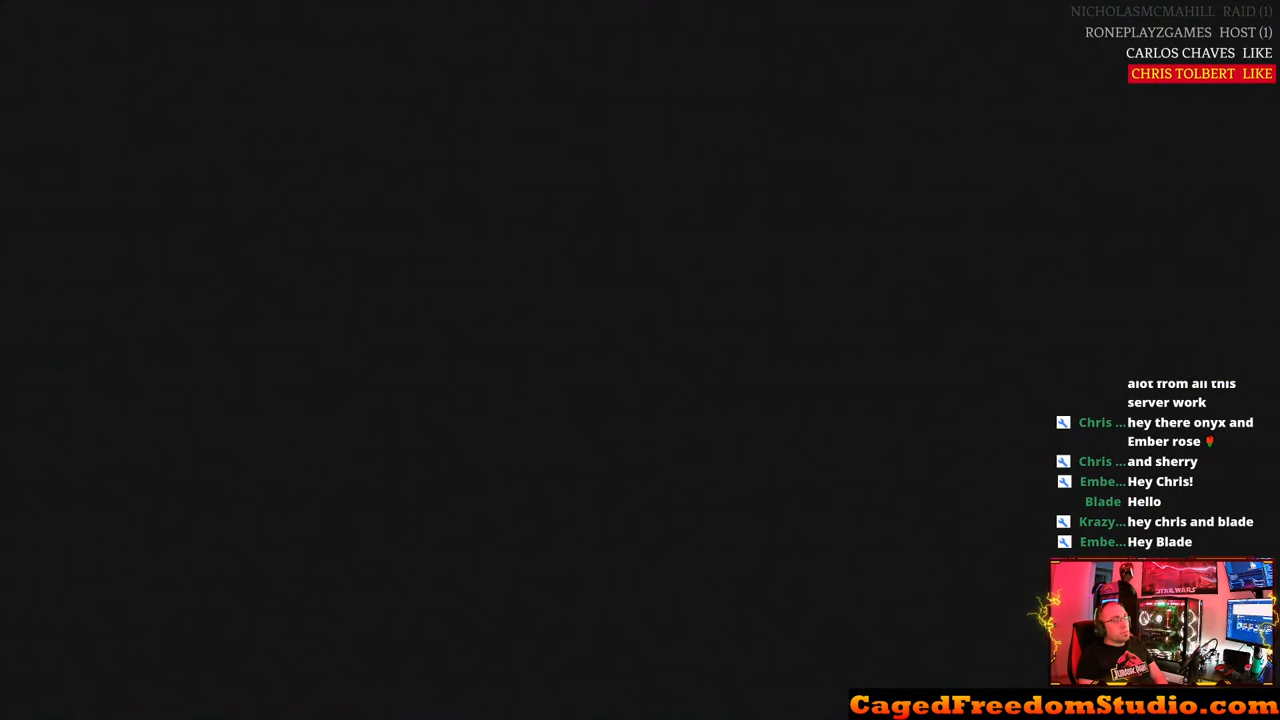 NICHOLASMCMAHILL RAID (1)
RONEPLAYZGAMES HOST (1)
CARLOS CHAVES LIKE
CHRIS TOLBERT LIKE
alot from all this
server work
Chris ... hey there onyx and
Ember rose 🌹
Chris ... and sherry
Embe... Hey Chris!
Blade Hello
Krazy... hey chris and blade
Embe... Hey Blade
STAR WARS
CagedFreedomStudio.com